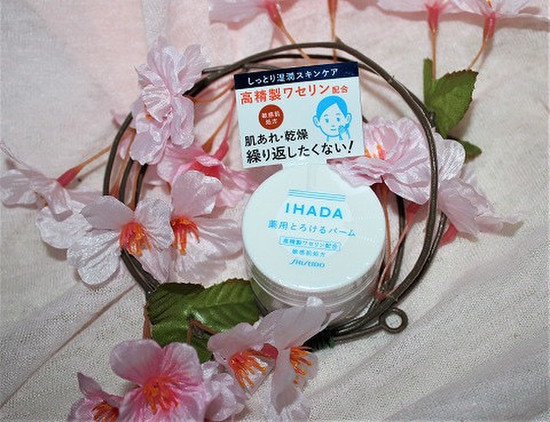 しっとり湿潤スキンケア
高精製ワセリン配合
敏感肌
処方
肌あれ・乾燥
繰り返したくない!
IHADA
薬用とろけるバーム
高精製ワセリン配合
敏感肌処方
SHISEIDO